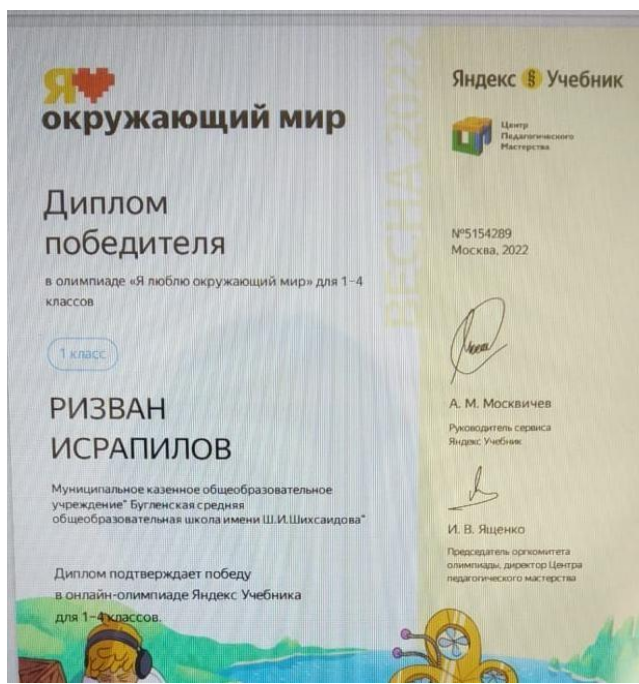 Я
окружающий мир
Диплом
победителя
в олимпиаде «Я люблю окружающий мир» для 1–4
классов
1 класс
РИЗВАН
ИСРАПИЛОВ
Муниципальное казенное общеобразовательное
учреждение" Бугленская средняя
общеобразовательная школа имени Ш.И.Шихсаидова"
Диплом подтверждает победу
в онлайн-олимпиаде Яндекс Учебника
для 1–4 классов.
ВЕСНА 2022
Яндекс § Учебник
Центр
Педагогического
Мастерства
№5154289
Москва, 2022
А. М. Москвичев
Руководитель сервиса
Яндекс Учебник
И. В. Ященко
Председатель оргкомитета
олимпиады, директор Центра
педагогического мастерства